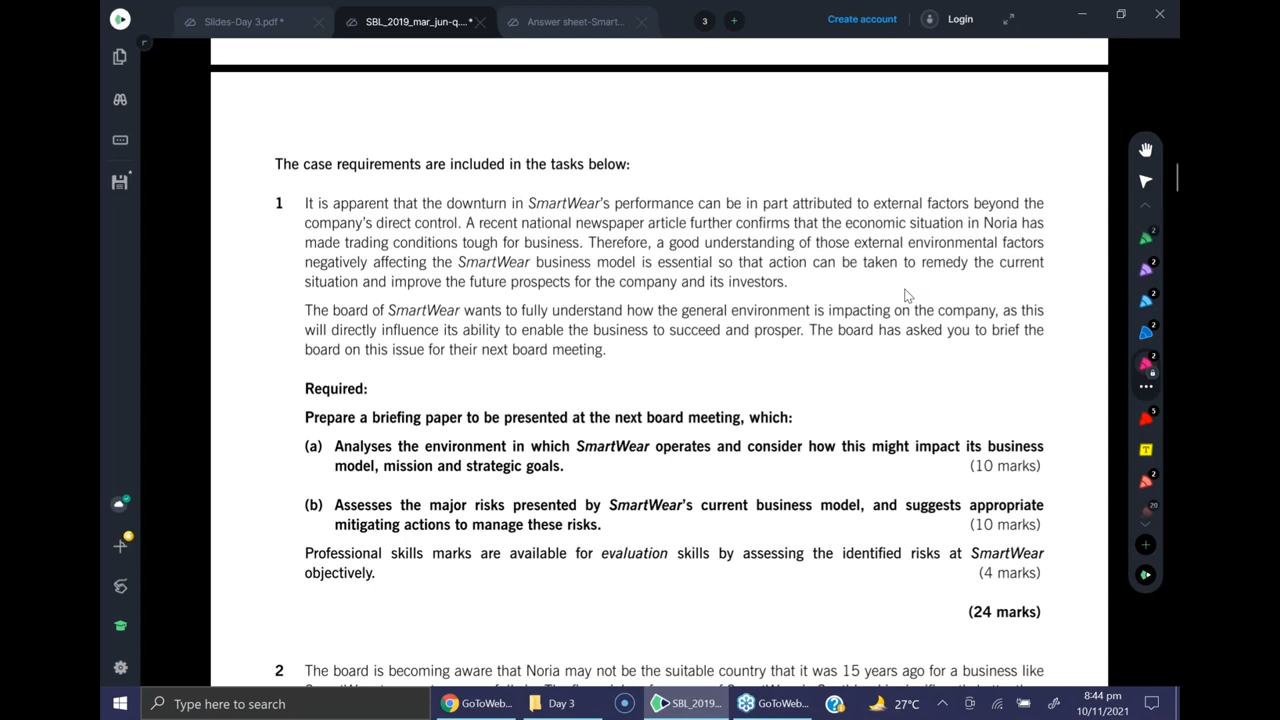 Slides-Day 3.pdf *
SBL_2019_mar_jun-q....*
Answer sheet-Smart...
3
Create account
Login
The case requirements are included in the tasks below:
1 It is apparent that the downturn in SmartWear's performance can be in part attributed to external factors beyond the
company's direct control. A recent national newspaper article further confirms that the economic situation in Noria has
made trading conditions tough for business. Therefore, a good understanding of those external environmental factors
negatively affecting the SmartWear business model is essential so that action can be taken to remedy the current
situation and improve the future prospects for the company and its investors.
The board of SmartWear wants to fully understand how the general environment is impacting on the company, as this
will directly influence its ability to enable the business to succeed and prosper. The board has asked you to brief the
board on this issue for their next board meeting.
Required:
Prepare a briefing paper to be presented at the next board meeting, which:
(a) Analyses the environment in which SmartWear operates and consider how this might impact its business
model, mission and strategic goals. (10 marks)
(b) Assesses the major risks presented by SmartWear's current business model, and suggests appropriate
mitigating actions to manage these risks. (10 marks)
Professional skills marks are available for evaluation skills by assessing the identified risks at SmartWear
objectively. (4 marks)
(24 marks)
2 The board is becoming aware that Noria may not be the suitable country that it was 15 years ago for a business like
2
2
2
2
2
5
T
2
20
Type here to search
GoToWeb...
Day 3
SBL_2019...
GoToWeb...
27°C
8:44 pm
10/11/2021